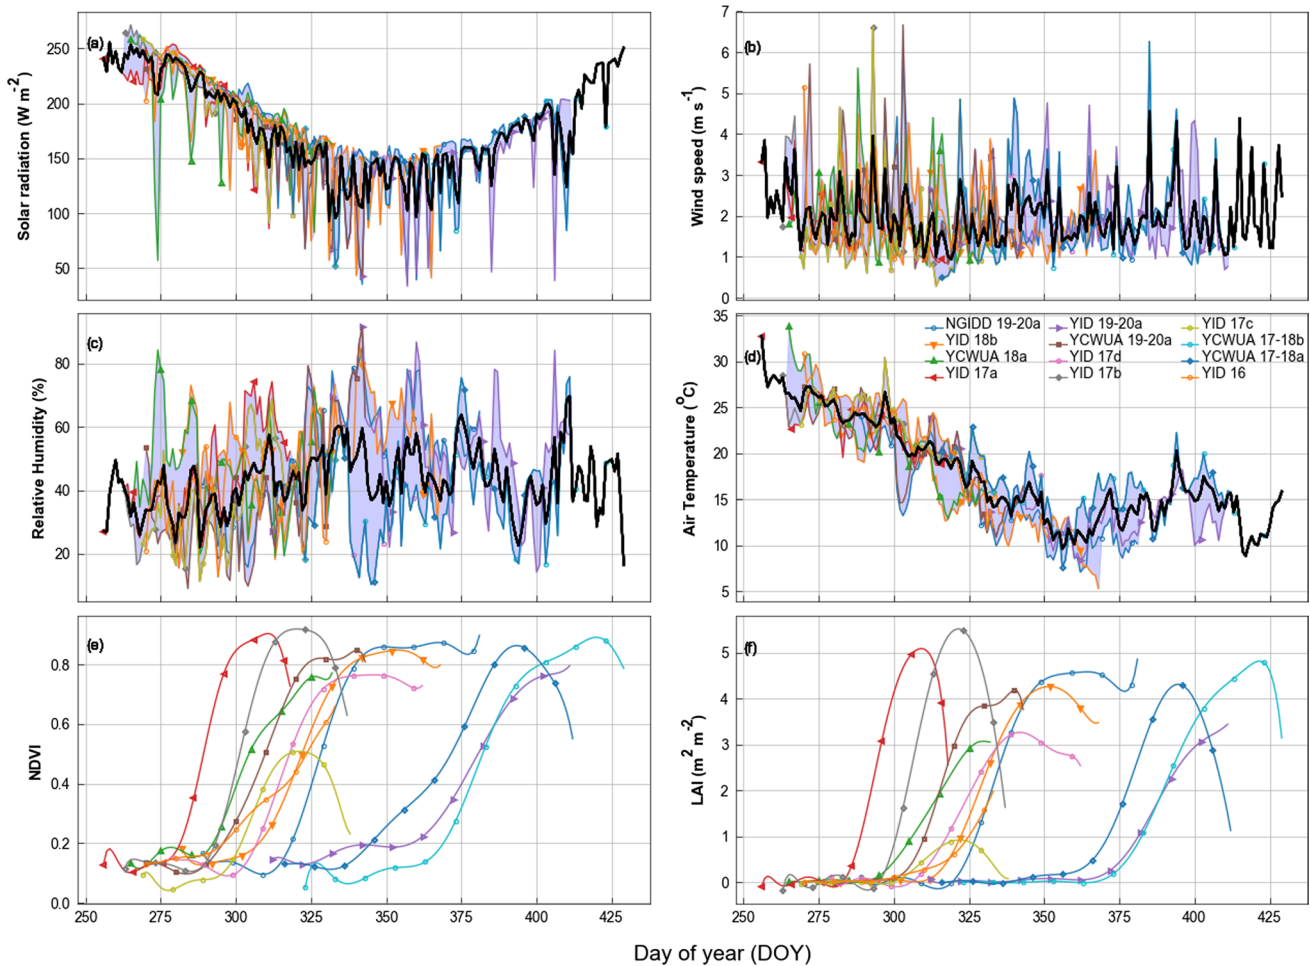 (a)
Solar radiation (W m⁻²)
250
200
150
100
50
(b)
Wind speed (m s⁻¹)
7
6
5
4
3
2
1
0
(c)
Relative Humidity (%)
80
60
40
20
(d)
Air Temperature (°C)
35
30
25
20
15
10
5
NGIDD 19-20a
YID 18b
YCWUA 18a
YID 17a
YID 19-20a
YCWUA 19-20a
YID 17d
YID 17b
YID 17c
YCWUA 17-18b
YCWUA 17-18a
YID 16
(e)
NDVI
0.8
0.6
0.4
0.2
0.0
250 275 300 325 350 375 400 425
(f)
LAI (m² m⁻²)
5
4
3
2
1
0
250 275 300 325 350 375 400 425
Day of year (DOY)